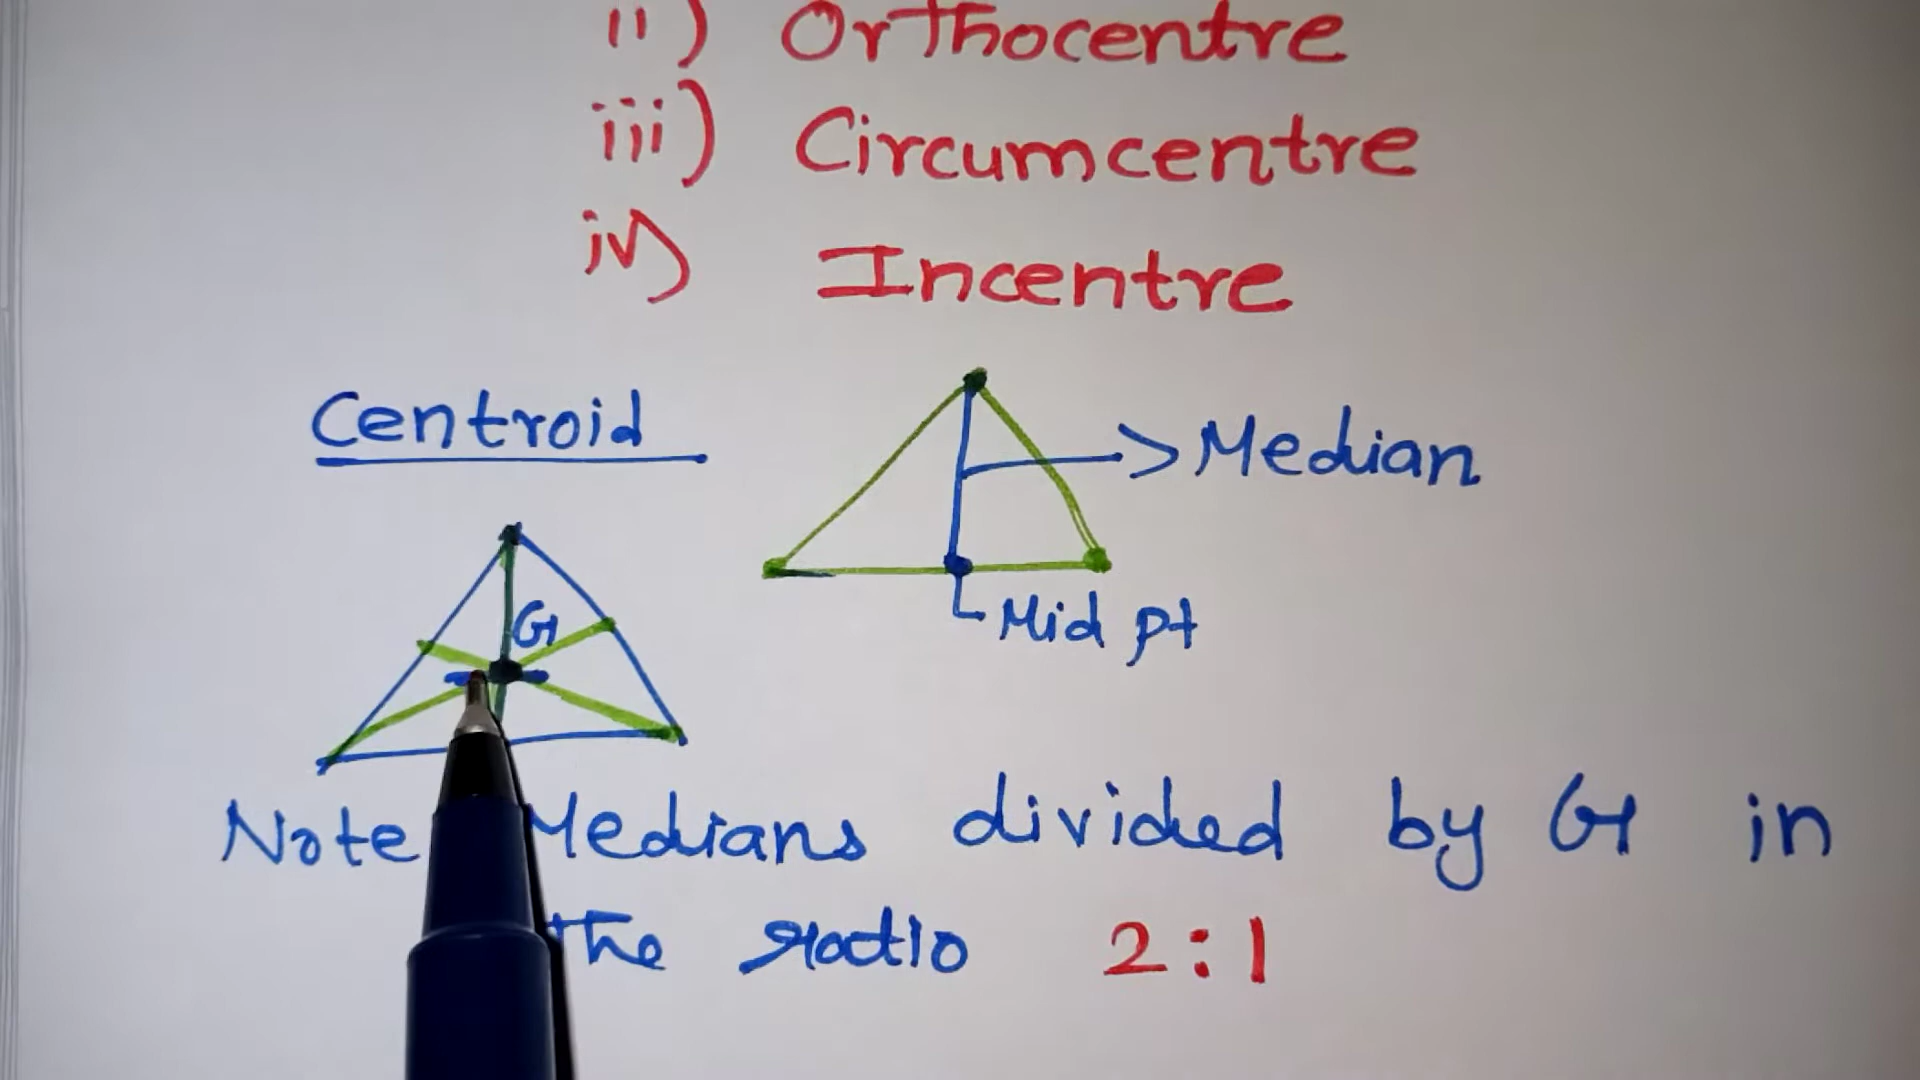 ii) Orthocentre
iii) Circumcentre
iv) Incentre
Centroid
Median
G
Mid pt
Note Medians divided by G in
the ratio 2:1